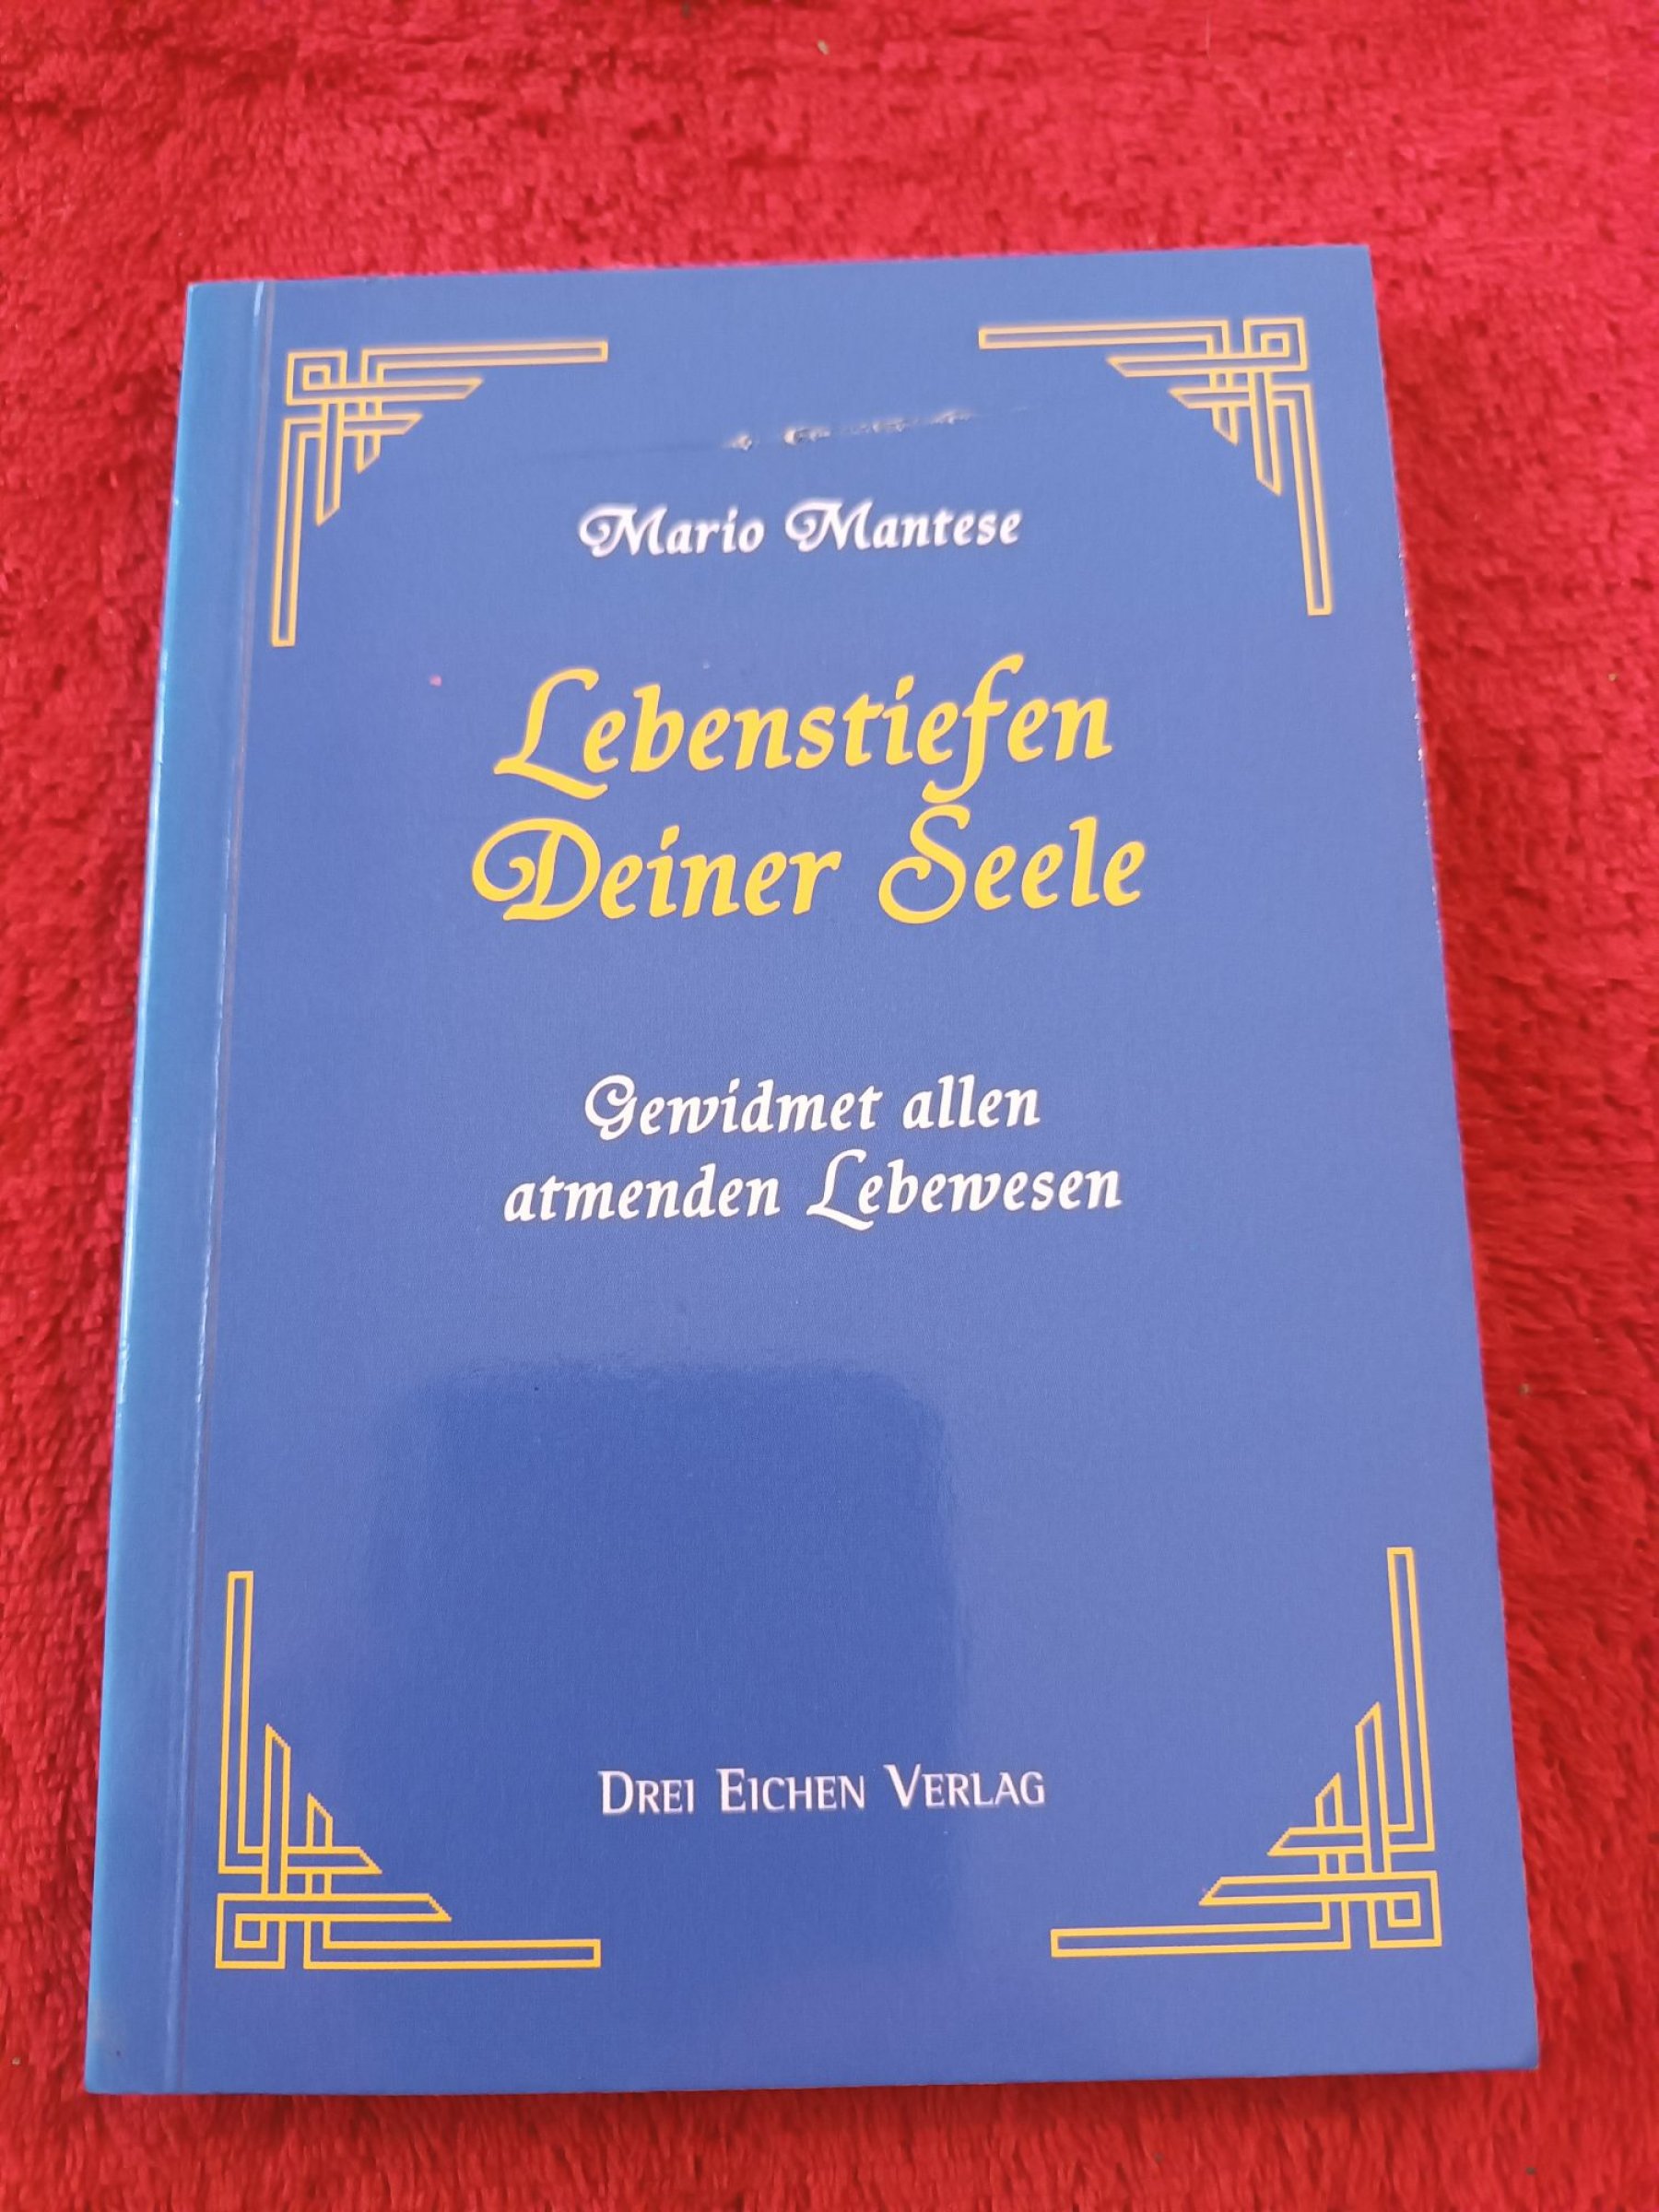 Mario Mantese
Lebenstiefen
Deiner Seele
Gewidmet allen
atmenden Lebewesen
DREI EICHEN VERLAG